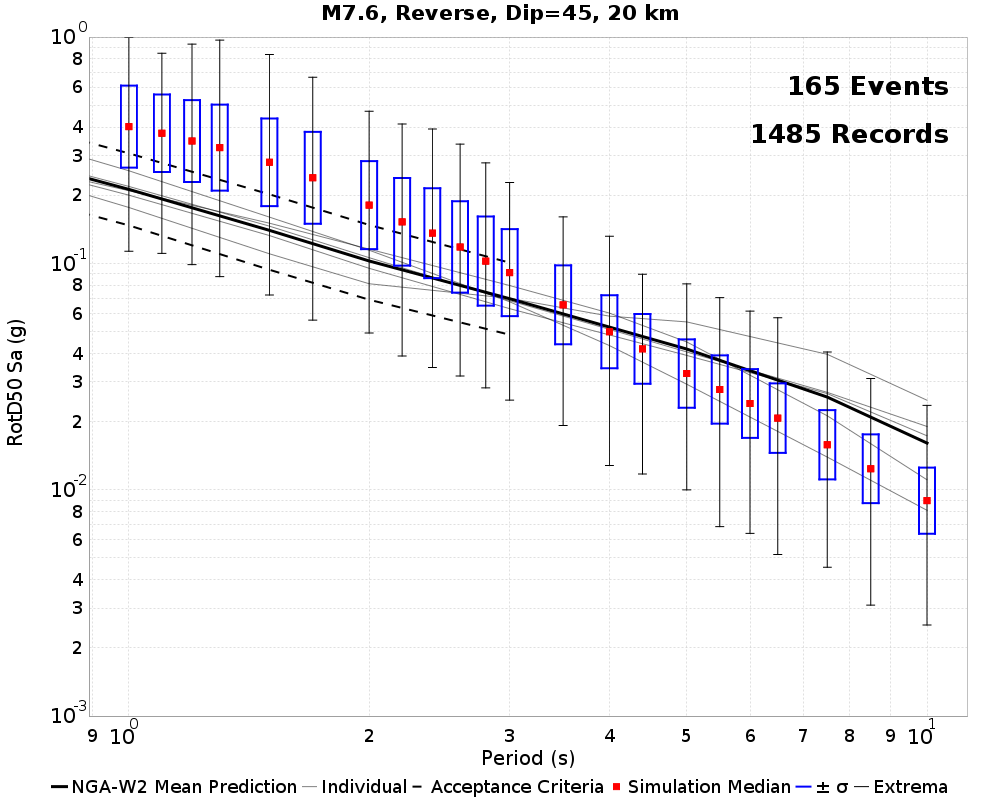 M7.6, Reverse, Dip=45, 20 km
165 Events
1485 Records
RotD50 Sa (g)
10^0
8
6
4
3
2
10^-1
8
6
4
3
2
10^-2
8
6
4
3
2
10^-3
9 10^0 2 3 4 5 6 7 8 9 10^1
Period (s)
NGA-W2 Mean Prediction Individual Acceptance Criteria Simulation Median ± σ Extrema